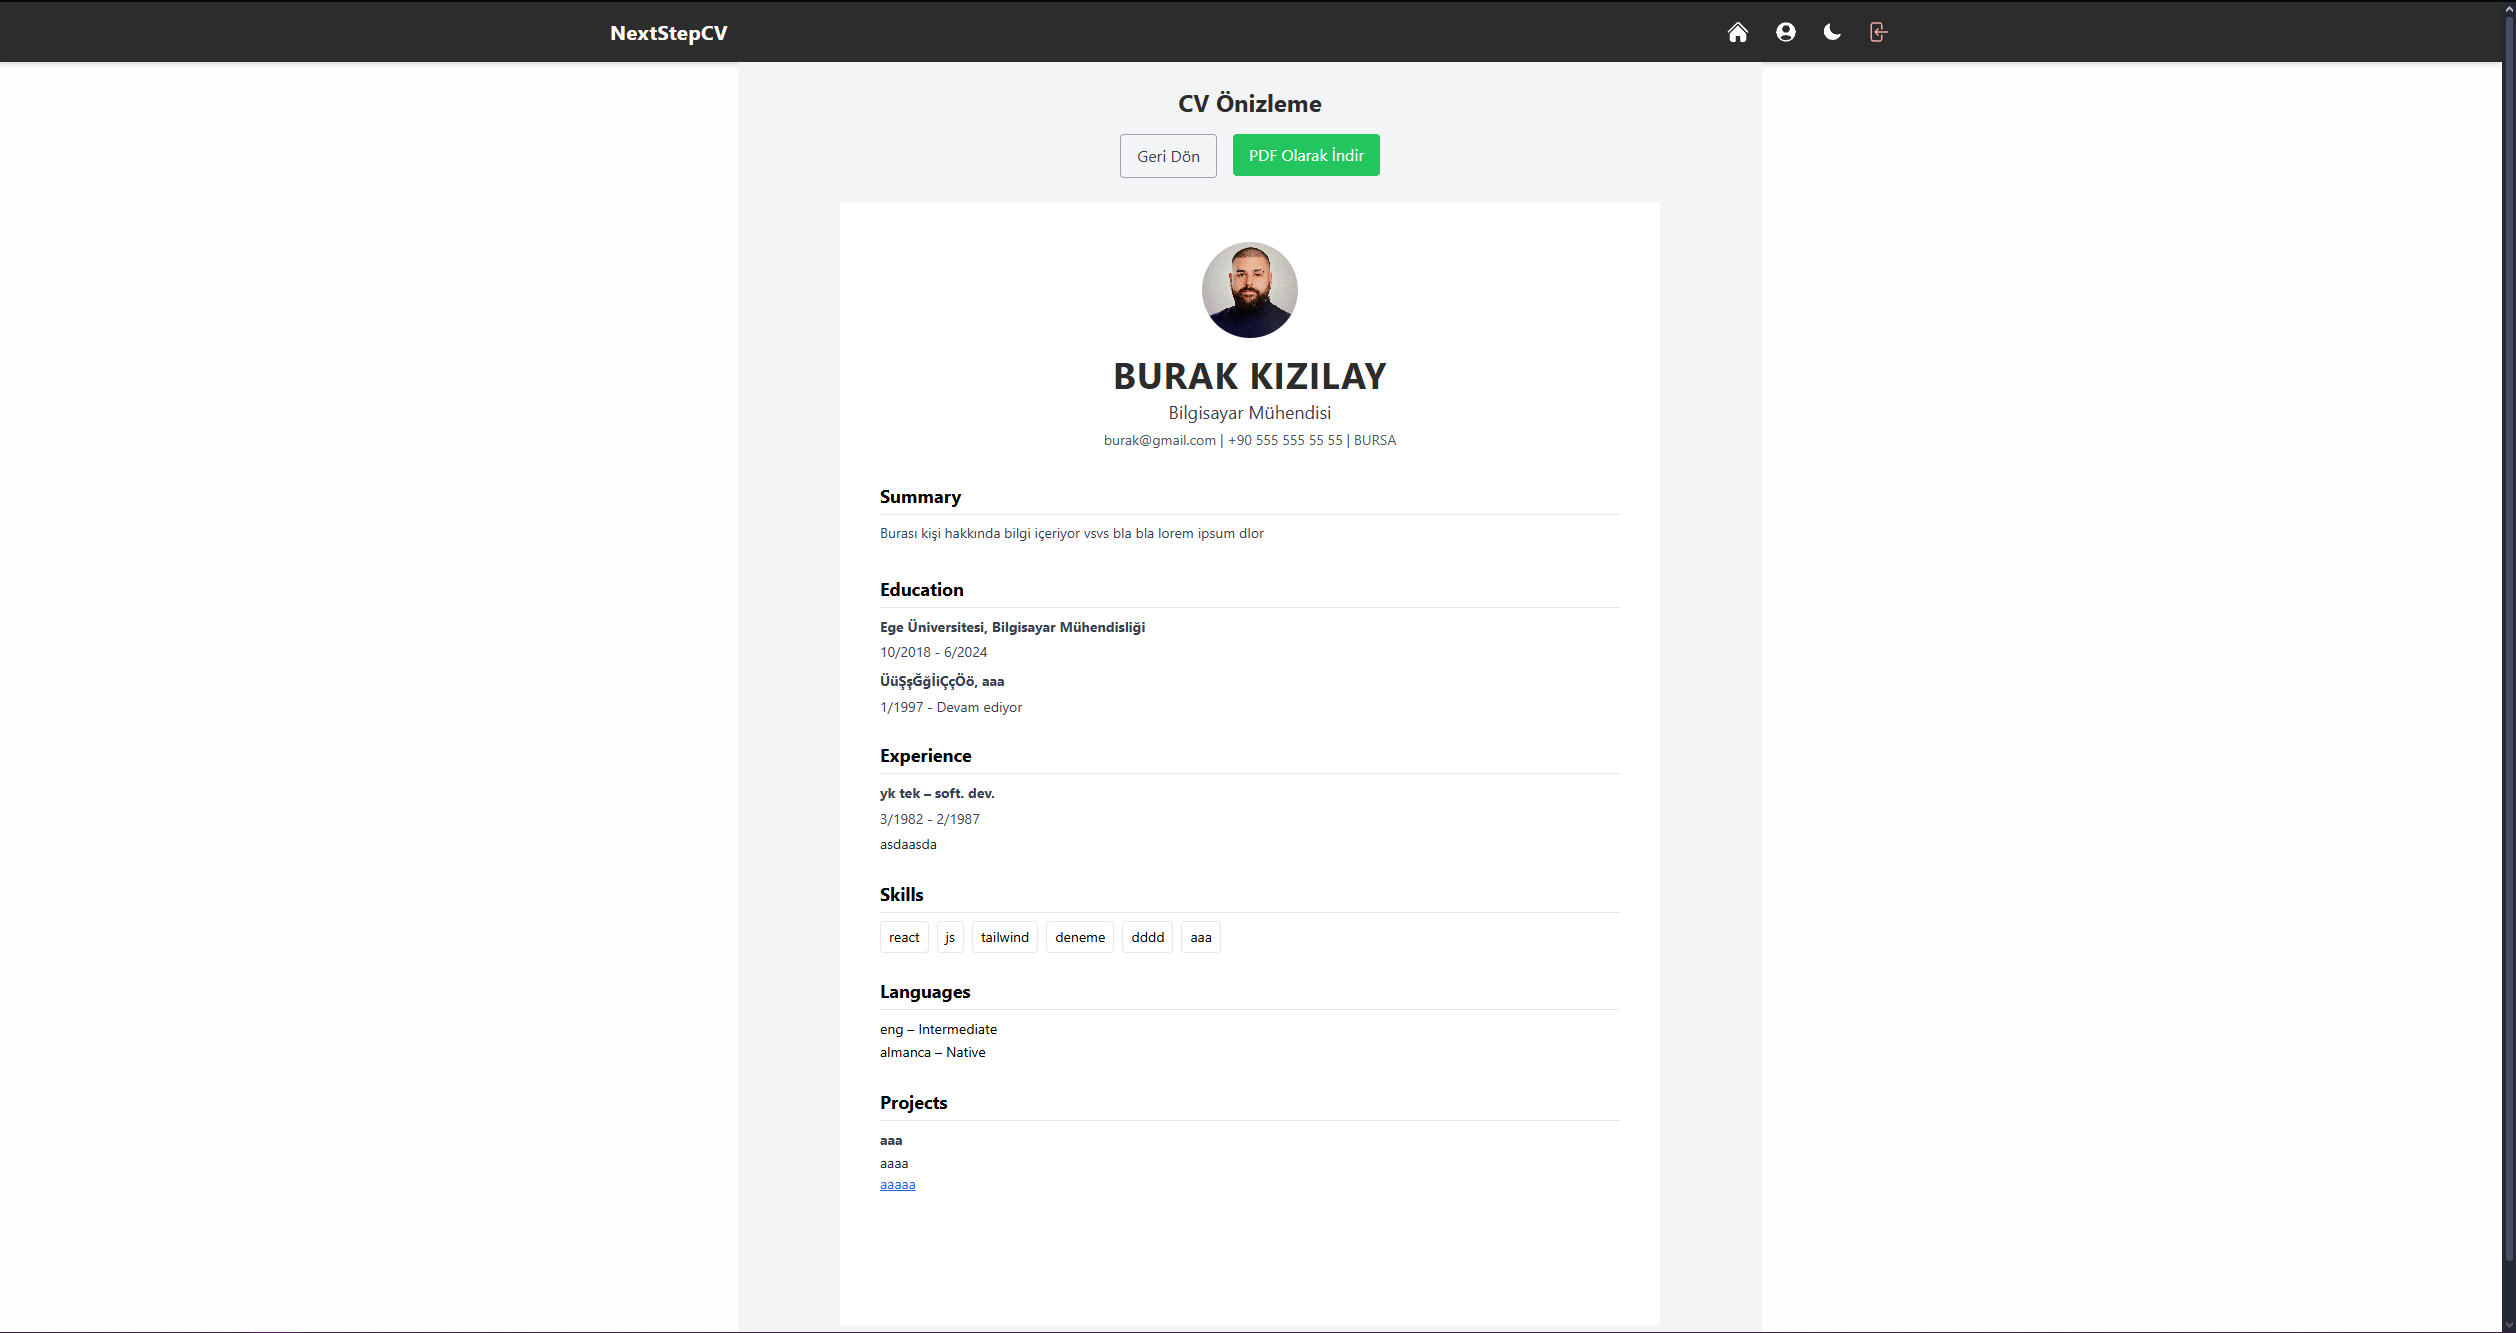 NextStepCV
CV Önizleme
Geri Dön
PDF Olarak İndir
BURAK KIZILAY
Bilgisayar Mühendisi
burak@gmail.com | +90 555 555 55 55 | BURSA
Summary
Burası kişi hakkında bilgi içeriyor vsvs bla bla lorem ipsum dlor
Education
Ege Üniversitesi, Bilgisayar Mühendisliği
10/2018 - 6/2024
ÜüŞşĞğİiÇçÖö, aaa
1/1997 - Devam ediyor
Experience
yk tek – soft. dev.
3/1982 - 2/1987
asdaasda
Skills
react js tailwind deneme dddd aaa
Languages
eng – Intermediate
almanca – Native
Projects
aaa
aaaa
aaaaa